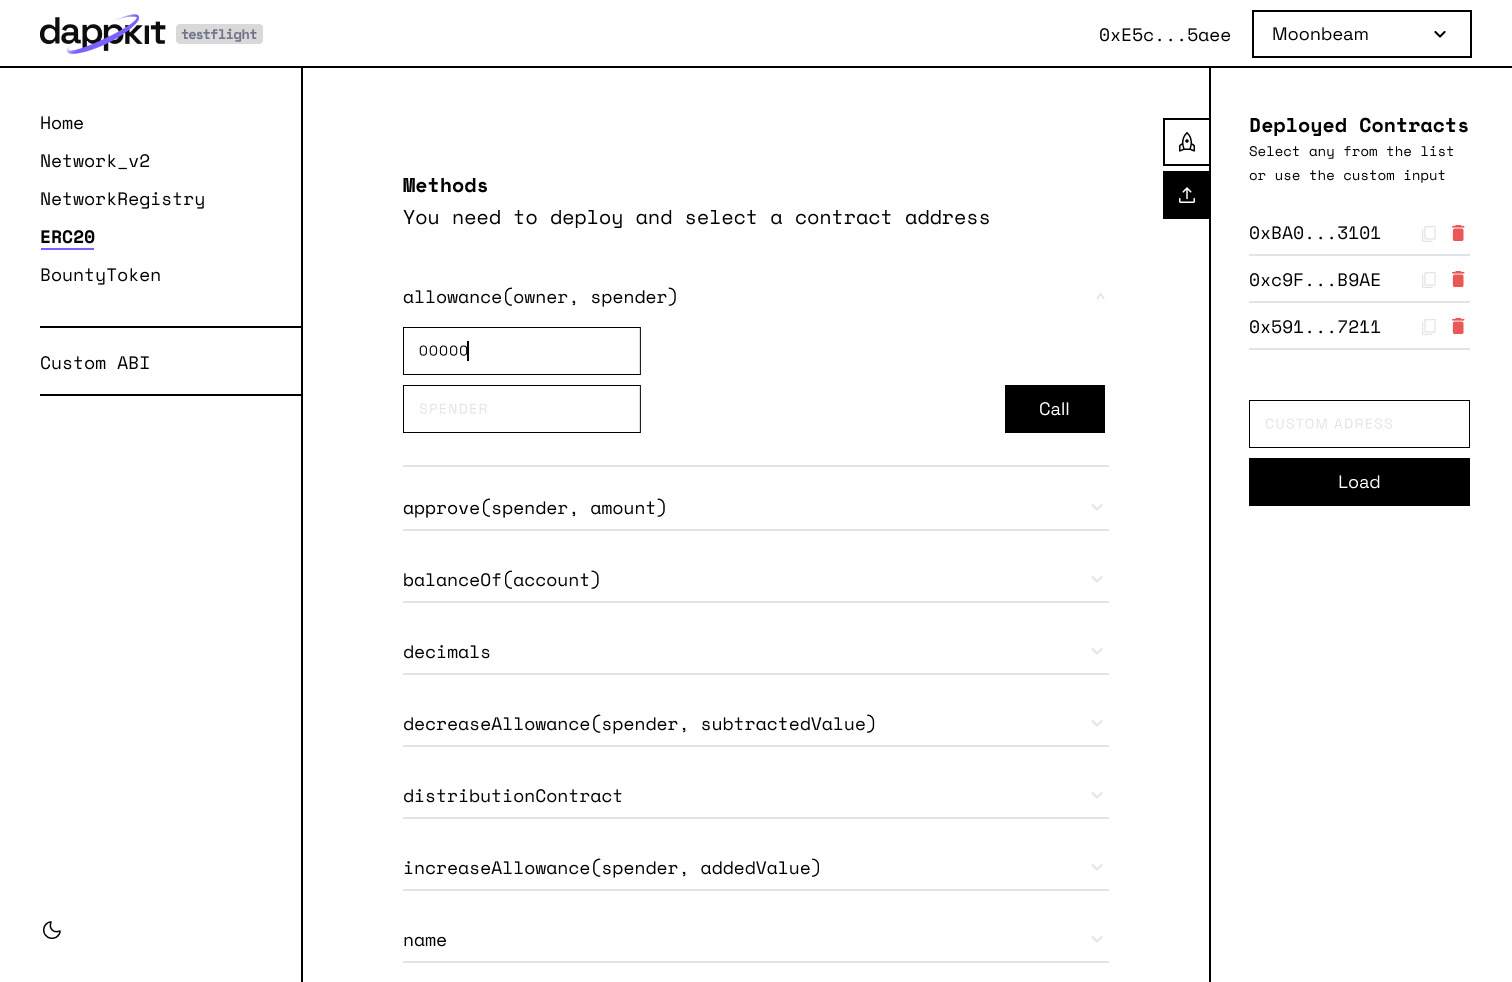 dappkit testflight
0xE5c...5aee
Moonbeam
Home
Network_v2
NetworkRegistry
ERC20
BountyToken
Custom ABI
Methods
You need to deploy and select a contract address
allowance(owner, spender)
00000
SPENDER
Call
approve(spender, amount)
balanceOf(account)
decimals
decreaseAllowance(spender, subtractedValue)
distributionContract
increaseAllowance(spender, addedValue)
name
Deployed Contracts
Select any from the list
or use the custom input
0xBA0...3101
0xc9F...B9AE
0x591...7211
CUSTOM ADRESS
Load